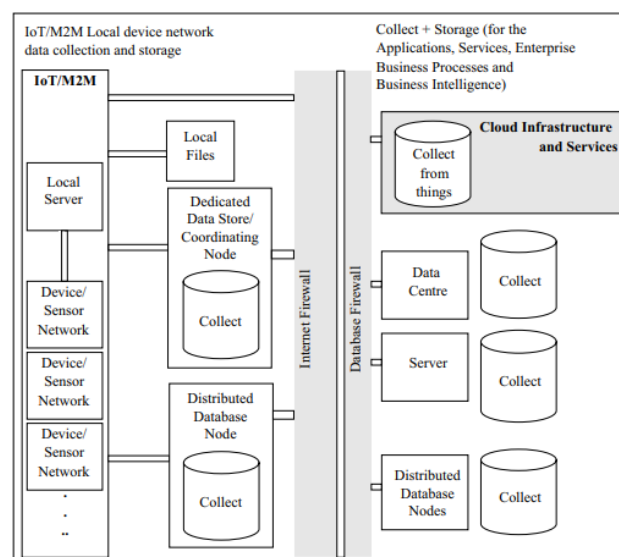 IoT/M2M Local device network
data collection and storage
IoT/M2M
Local
Server
Device/
Sensor
Network
Device/
Sensor
Network
Device/
Sensor
Network
.
.
..
Local
Files
Dedicated
Data Store/
Coordinating
Node
Collect
Distributed
Database
Node
Collect
Internet Firewall
Database Firewall
Collect + Storage (for the
Applications, Services, Enterprise
Business Processes and
Business Intelligence)
Cloud Infrastructure
and Services
Collect
from
things
Data
Centre
Collect
Server
Collect
Distributed
Database
Nodes
Collect